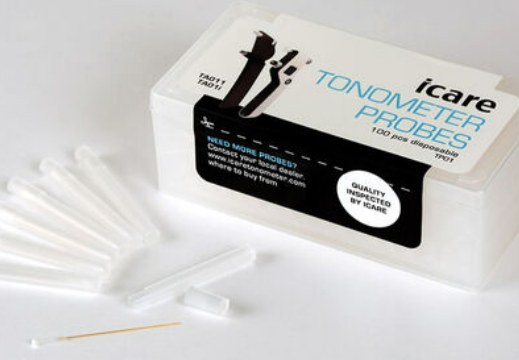 icare
TONOMETER
PROBES
100 pcs disposable
TP01
TA011
TA01i
NEED MORE PROBES?
Contact your local dealer.
www.icaretonometer.com
where to buy from
QUALITY
INSPECTED
BY ICARE